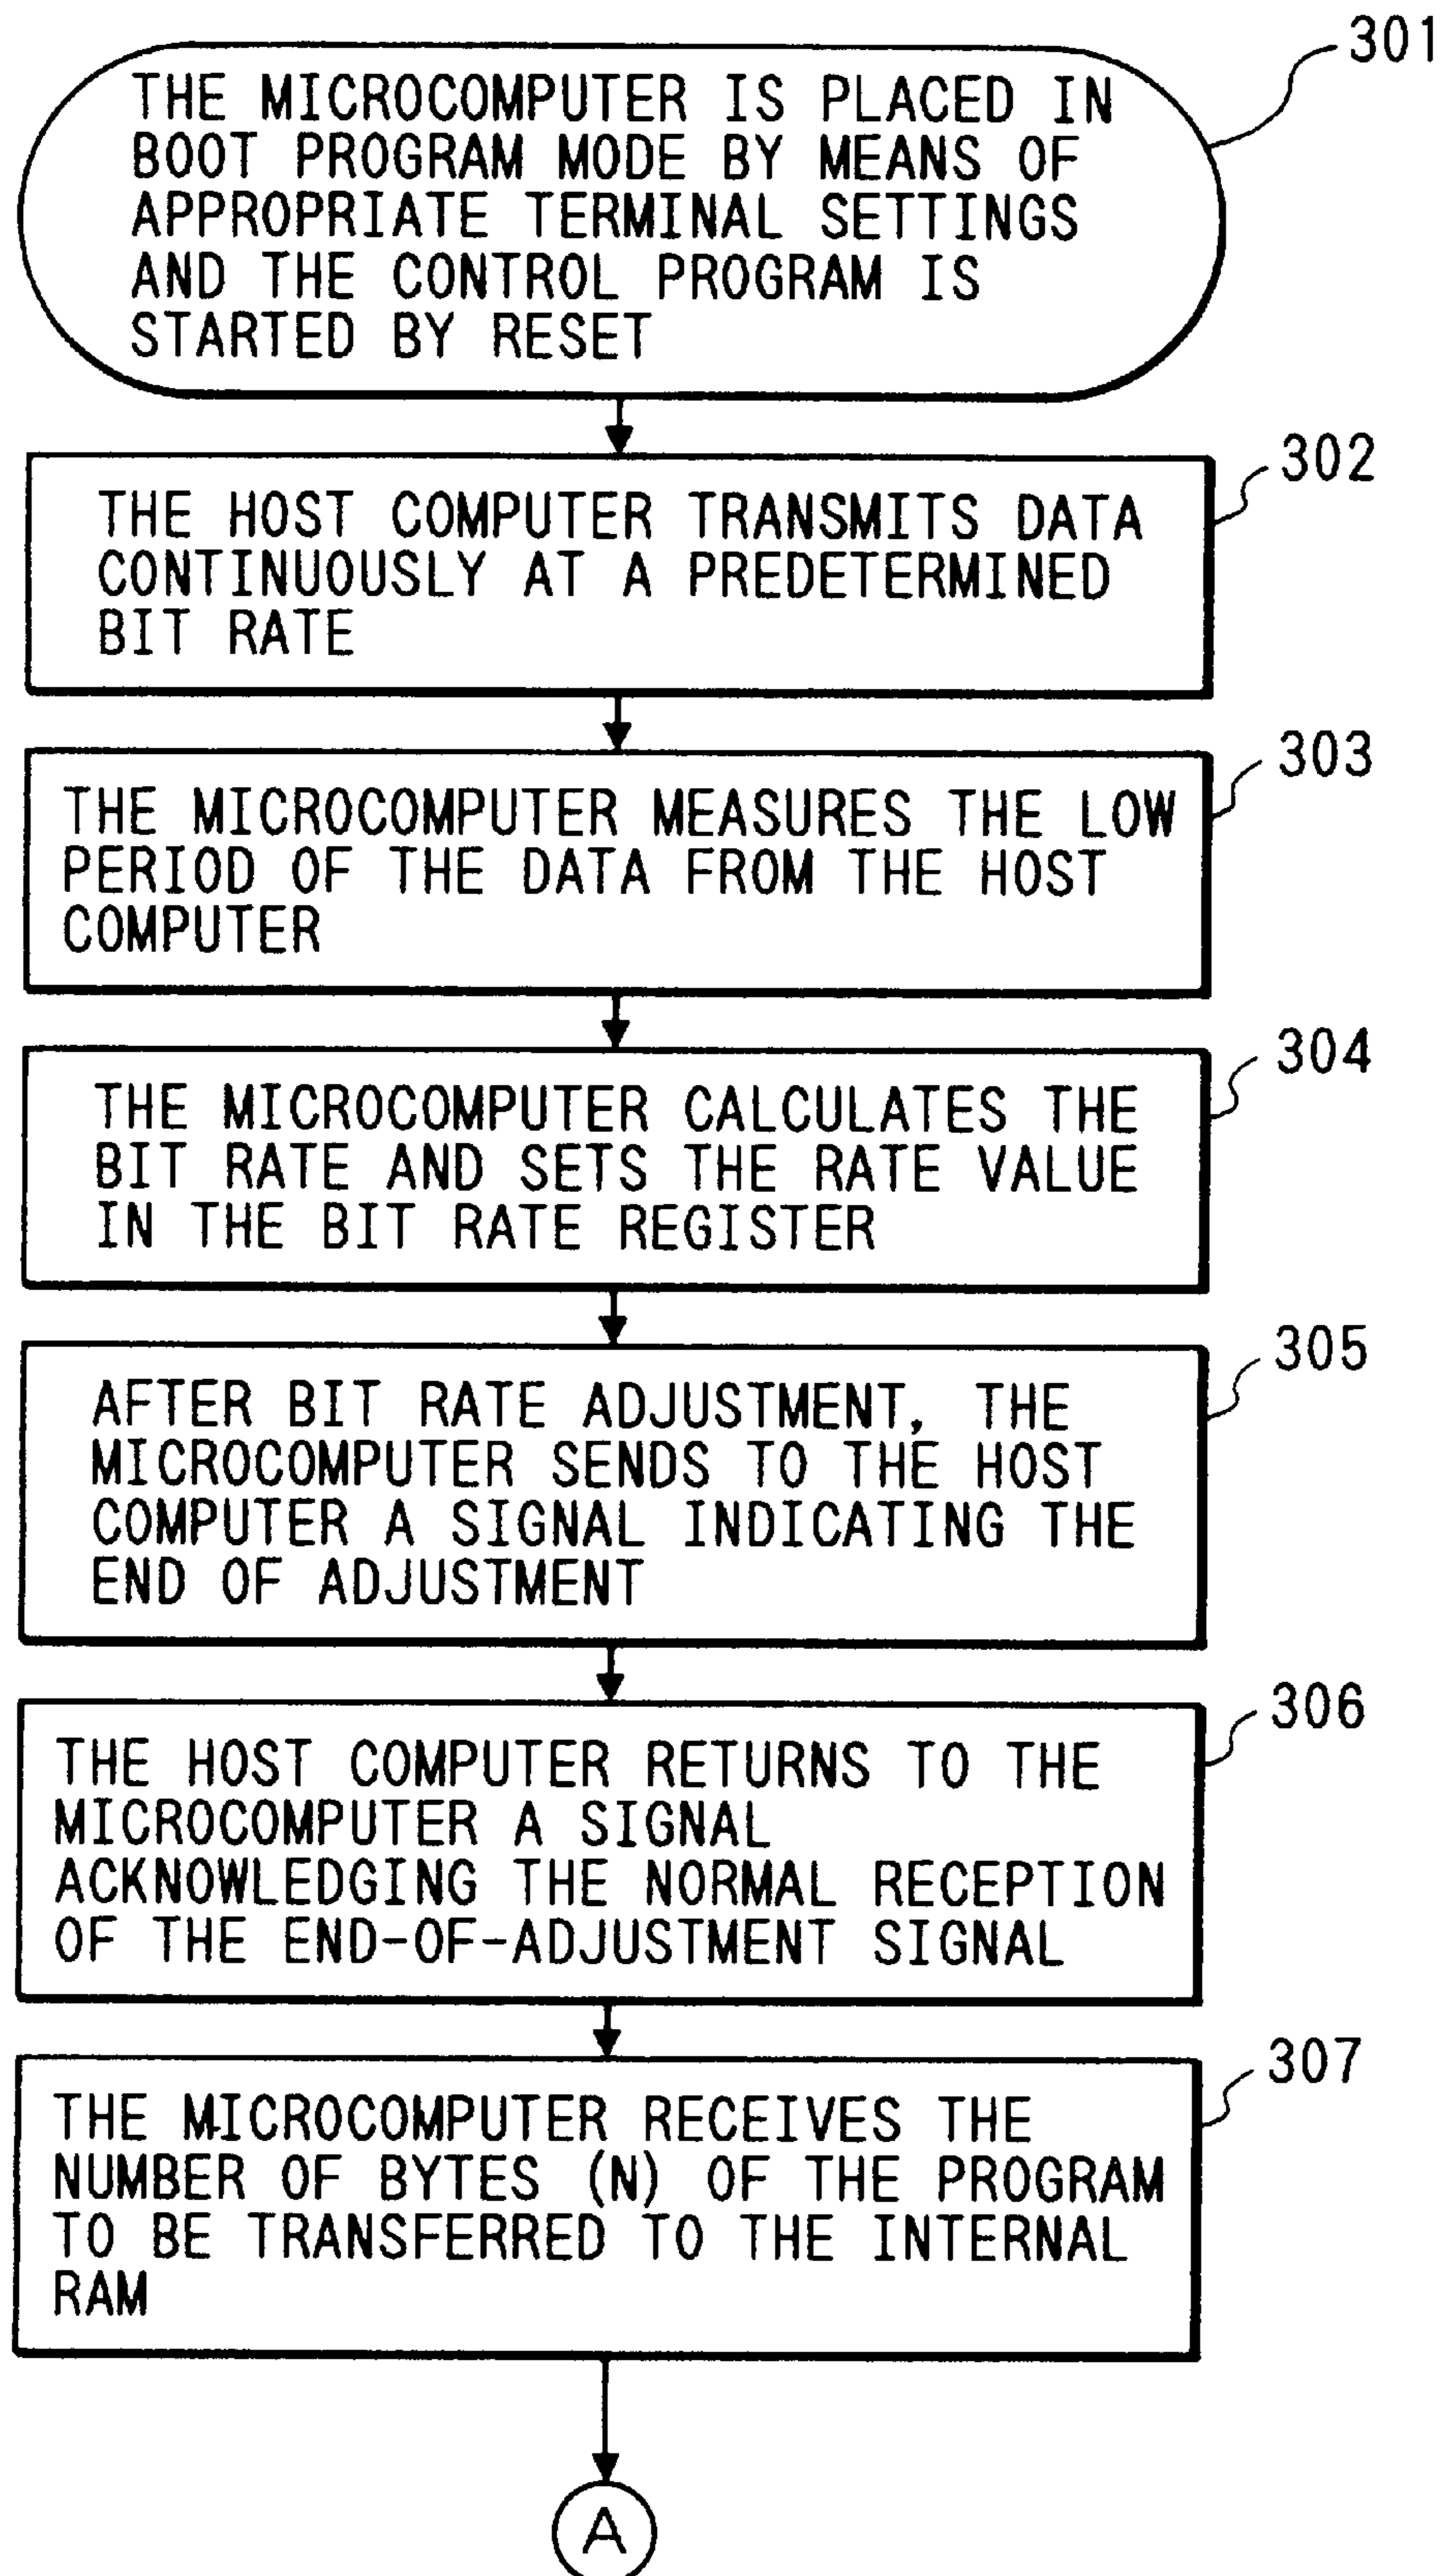 301
THE MICROCOMPUTER IS PLACED IN
BOOT PROGRAM MODE BY MEANS OF
APPROPRIATE TERMINAL SETTINGS
AND THE CONTROL PROGRAM IS
STARTED BY RESET
302
THE HOST COMPUTER TRANSMITS DATA
CONTINUOUSLY AT A PREDETERMINED
BIT RATE
303
THE MICROCOMPUTER MEASURES THE LOW
PERIOD OF THE DATA FROM THE HOST
COMPUTER
304
THE MICROCOMPUTER CALCULATES THE
BIT RATE AND SETS THE RATE VALUE
IN THE BIT RATE REGISTER
305
AFTER BIT RATE ADJUSTMENT, THE
MICROCOMPUTER SENDS TO THE HOST
COMPUTER A SIGNAL INDICATING THE
END OF ADJUSTMENT
306
THE HOST COMPUTER RETURNS TO THE
MICROCOMPUTER A SIGNAL
ACKNOWLEDGING THE NORMAL RECEPTION
OF THE END-OF-ADJUSTMENT SIGNAL
307
THE MICROCOMPUTER RECEIVES THE
NUMBER OF BYTES (N) OF THE PROGRAM
TO BE TRANSFERRED TO THE INTERNAL
RAM
A